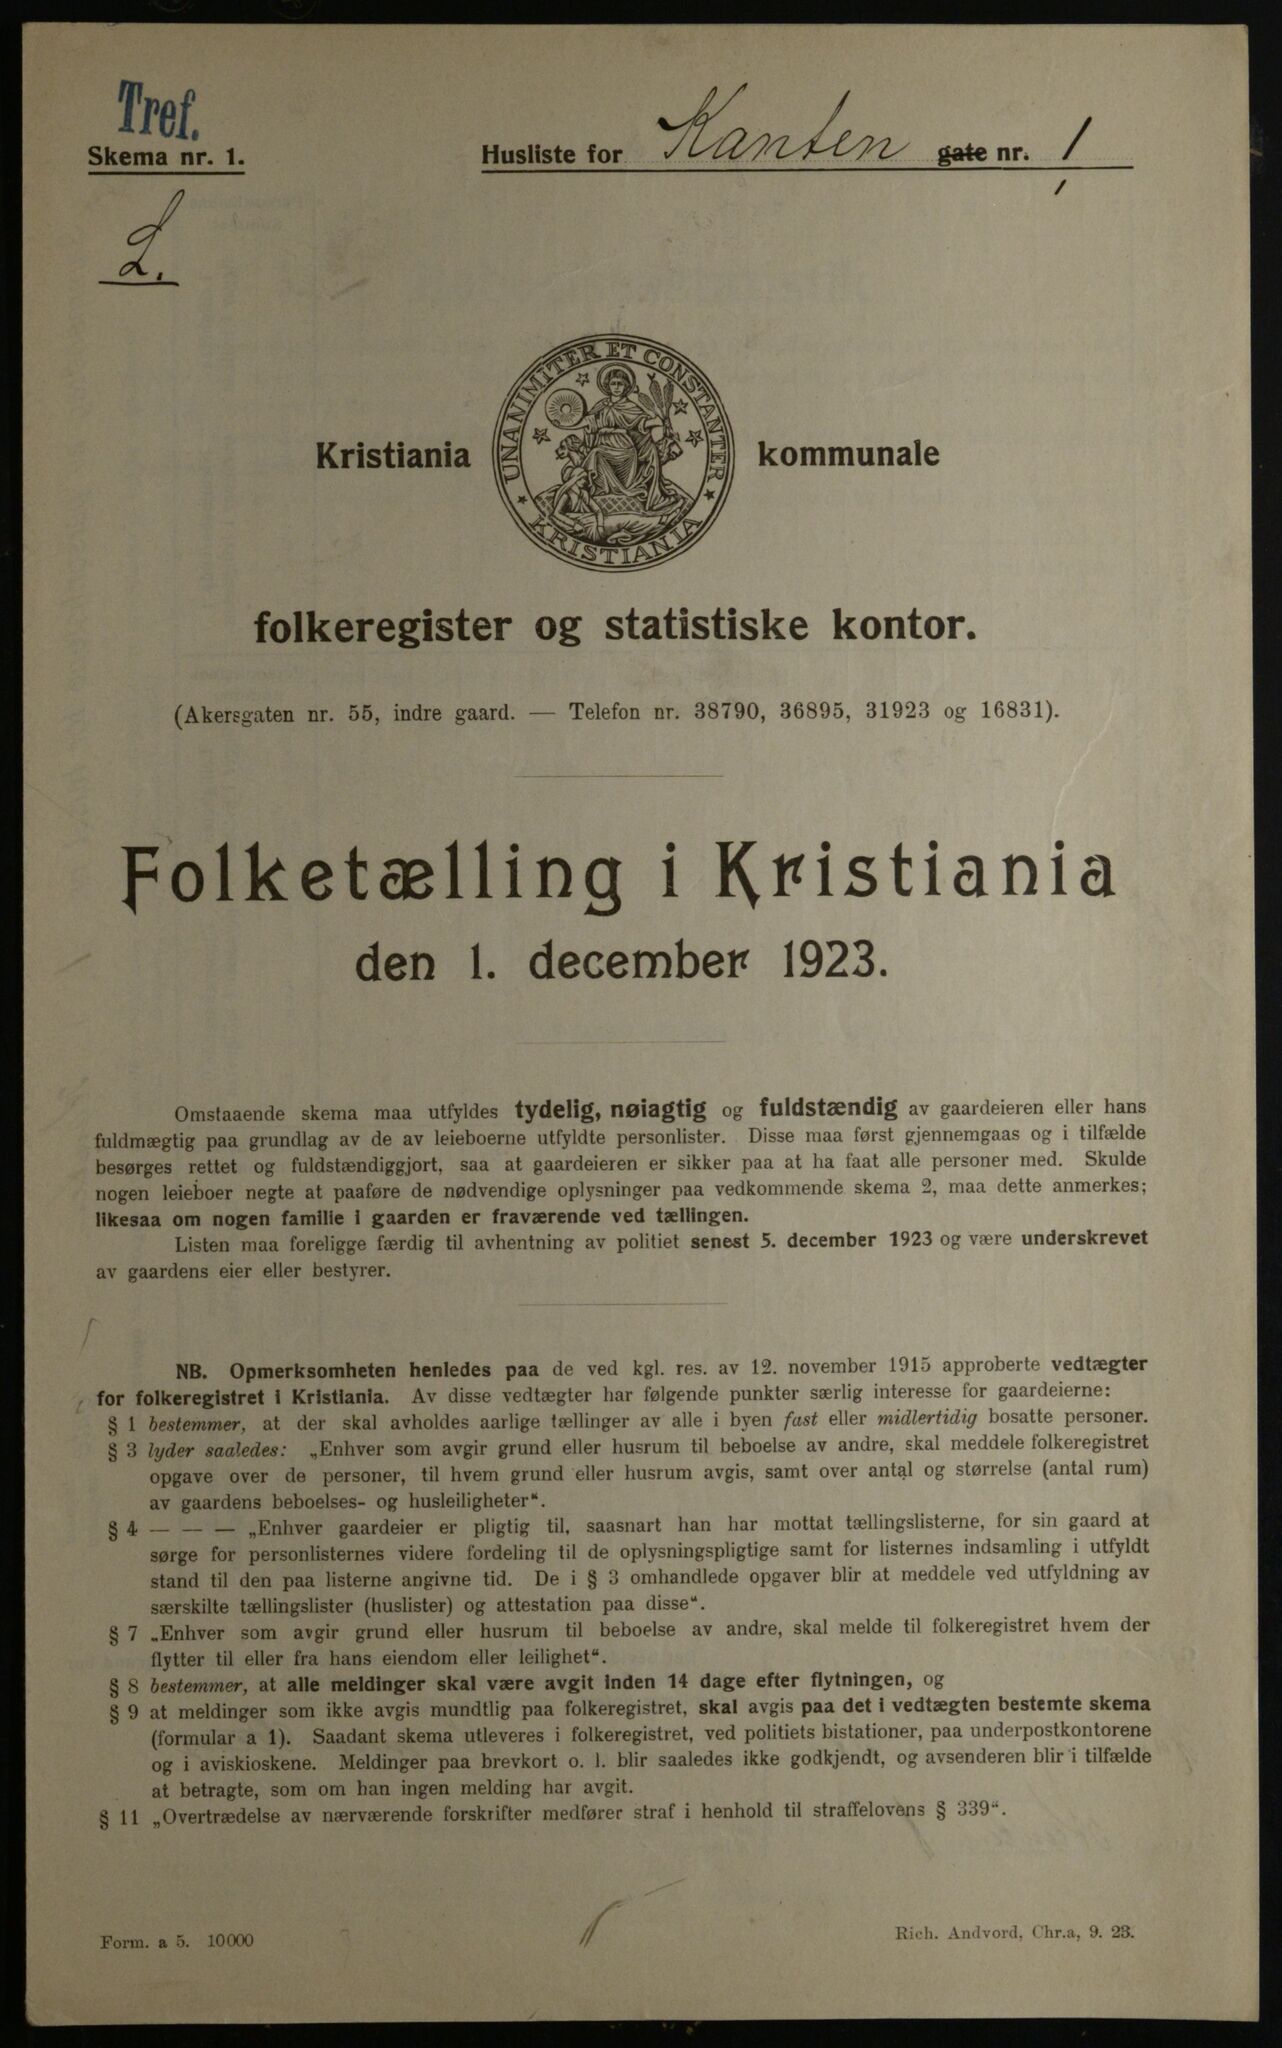 Tref.
Skema nr. 1.
Husliste for Kanten gate nr. 1
L.
UNANIMITER ET CONSTANTER
KRISTIANIA
Kristiania kommunale
folkeregister og statistiske kontor.
(Akersgaten nr. 55, indre gaard. — Telefon nr. 38790, 36895, 31923 og 16831).
Folketælling i Kristiania
den 1. december 1923.
Omstaaende skema maa utfyldes tydelig, nøiagtig og fuldstændig av gaardeieren eller hans
fuldmægtig paa grundlag av de av leieboerne utfyldte personlister. Disse maa først gjennemgaas og i tilfælde
besørges rettet og fuldstændiggjort, saa at gaardeieren er sikker paa at ha faat alle personer med. Skulde
nogen leieboer negte at paaføre de nødvendige oplysninger paa vedkommende skema 2, maa dette anmerkes;
likesaa om nogen familie i gaarden er fraværende ved tællingen.
Listen maa foreligge færdig til avhentning av politiet senest 5. december 1923 og være underskrevet
av gaardens eier eller bestyrer.
NB. Opmerksomheten henledes paa de ved kgl. res. av 12. november 1915 approberte vedtægter
for folkeregistret i Kristiania. Av disse vedtægter har følgende punkter særlig interesse for gaardeierne:
§ 1 bestemmer, at der skal avholdes aarlige tællinger av alle i byen fast eller midlertidig bosatte personer.
§ 3 lyder saaledes: „Enhver som avgir grund eller husrum til beboelse av andre, skal meddele folkeregistret
opgave over de personer, til hvem grund eller husrum avgis, samt over antal og størrelse (antal rum)
av gaardens beboelses- og husleiligheter“.
§ 4 — — — „Enhver gaardeier er pligtig til, saasnart han har mottat tællingslisterne, for sin gaard at
sørge for personlisternes videre fordeling til de oplysningspligtige samt for listernes indsamling i utfyldt
stand til den paa listerne angivne tid. De i § 3 omhandlede opgaver blir at meddele ved utfyldning av
særskilte tællingslister (huslister) og attestation paa disse“.
§ 7 „Enhver som avgir grund eller husrum til beboelse av andre, skal melde til folkeregistret hvem der
flytter til eller fra hans eiendom eller leilighet“.
§ 8 bestemmer, at alle meldinger skal være avgit inden 14 dage efter flytningen, og
§ 9 at meldinger som ikke avgis mundtlig paa folkeregistret, skal avgis paa det i vedtægten bestemte skema
(formular a 1). Saadant skema utleveres i folkeregistret, ved politiets bistationer, paa underpostkontorene
og i aviskioskene. Meldinger paa brevkort o. l. blir saaledes ikke godkjendt, og avsenderen blir i tilfælde
at betragte, som om han ingen melding har avgit.
§ 11 „Overtrædelse av nærværende forskrifter medfører straf i henhold til straffelovens § 339“.
Form. a 5. 10000
Rich. Andvord, Chr.a, 9. 23.